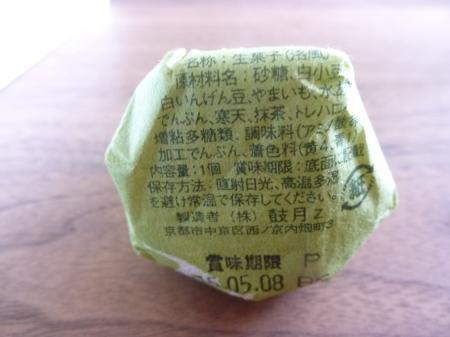 名称：生菓子(
原材料名：砂糖、白小豆
白いんげん豆、やまいも、水あ
でんぷん、寒天、抹茶、トレハロ
増粘多糖類、調味料(アミノ酸等
加工でんぷん、着色料(黄4、青
内容量：1個 賞味期限：底面に記載
保存方法：直射日光、高温多湿
を避け常温で保存してください。
製造者 (株) 鼓月 Z
京都市中京区西ノ京内畑町3
紙
賞味期限 P
5.05.08